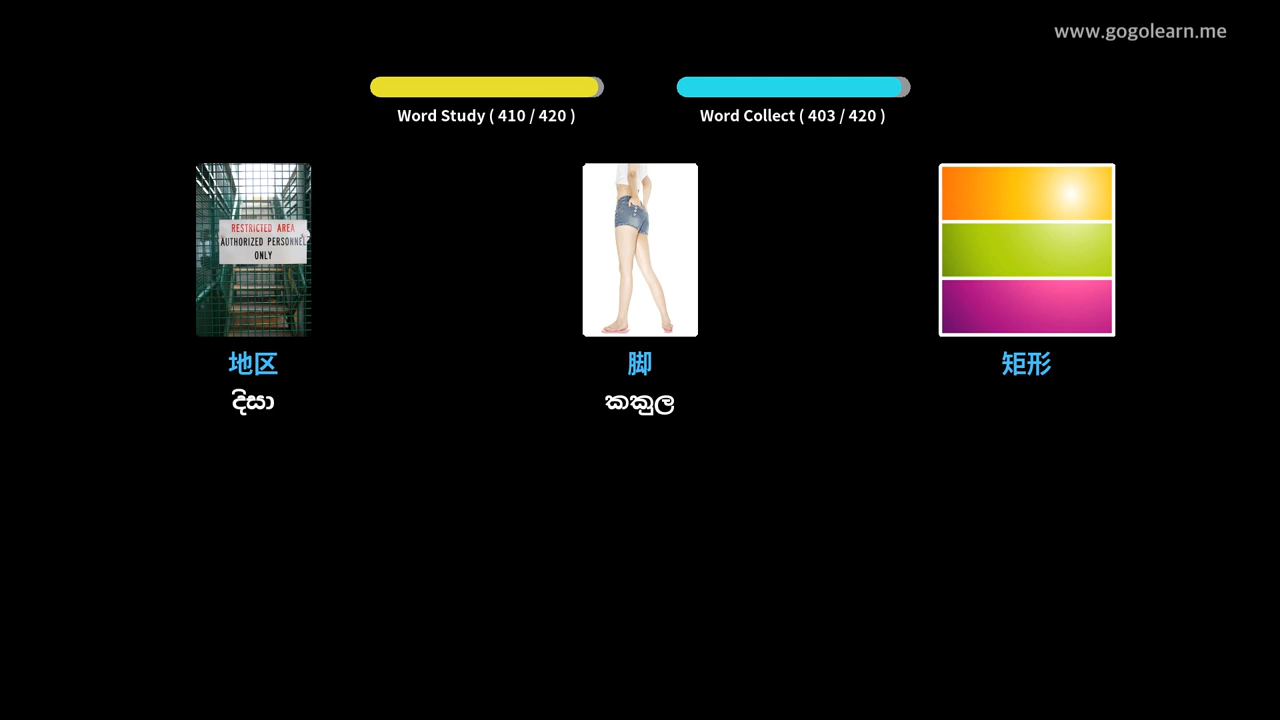 www.gogolearn.me
Word Study ( 410 / 420 )
Word Collect ( 403 / 420 )
RESTRICTED AREA
AUTHORIZED PERSONNEL
ONLY
地区
脚
矩形
දිසා
කකුල